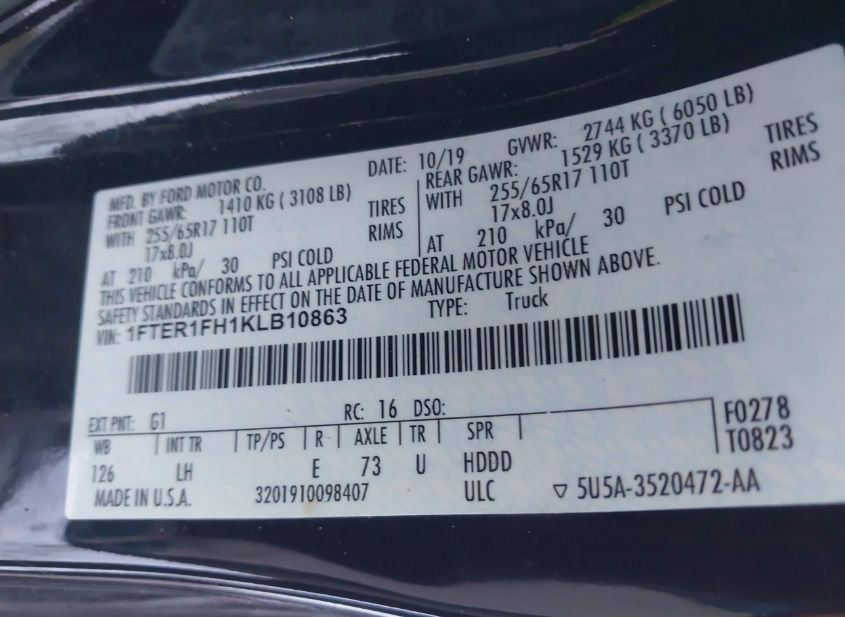 MFD. BY FORD MOTOR CO.
DATE: 10/19 GVWR: 2744 KG ( 6050 LB)
FRONT GAWR: 1410 KG ( 3108 LB)
WITH 255/65R17 110T TIRES
17x8.0J RIMS
AT 210 kPa/ 30 PSI COLD
REAR GAWR: 1529 KG ( 3370 LB)
WITH 255/65R17 110T TIRES
17x8.0J RIMS
AT 210 kPa/ 30 PSI COLD
THIS VEHICLE CONFORMS TO ALL APPLICABLE FEDERAL MOTOR VEHICLE
SAFETY STANDARDS IN EFFECT ON THE DATE OF MANUFACTURE SHOWN ABOVE.
VIN: 1FTER1FH1KLB10863 TYPE: Truck
EXT PNT: G1 RC: 16 DSO:
WB INT TR TP/PS R AXLE TR SPR F0278
T0823
126 LH E 73 U HDDD
MADE IN U.S.A. 3201910098407 ULC ▽ 5U5A-3520472-AA